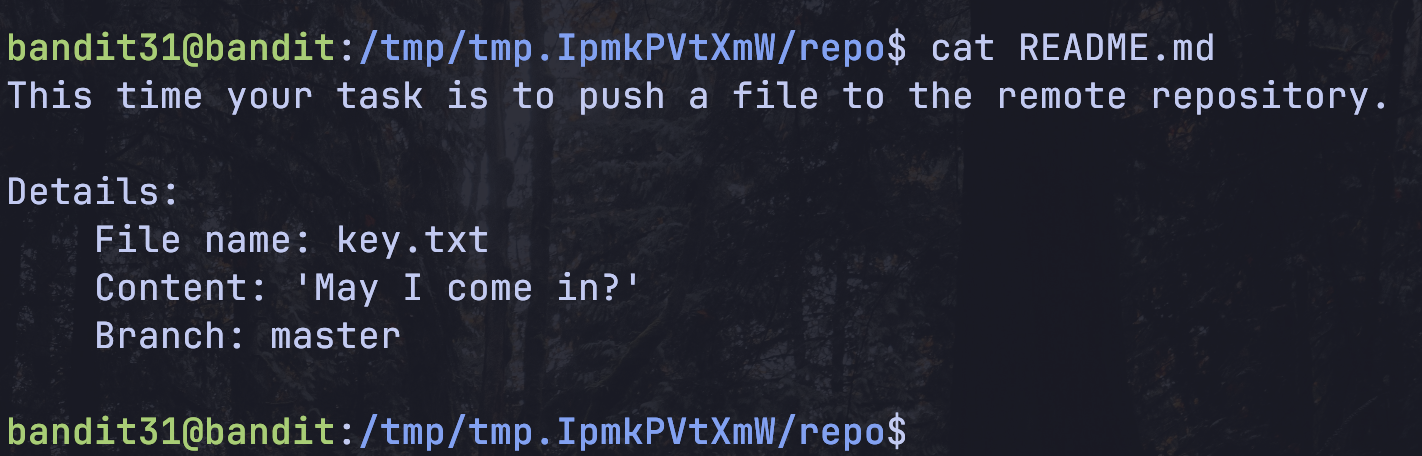 bandit31@bandit:/tmp/tmp.IpmkPVtXmW/repo$ cat README.md
This time your task is to push a file to the remote repository.
Details:
File name: key.txt
Content: 'May I come in?'
Branch: master
bandit31@bandit:/tmp/tmp.IpmkPVtXmW/repo$